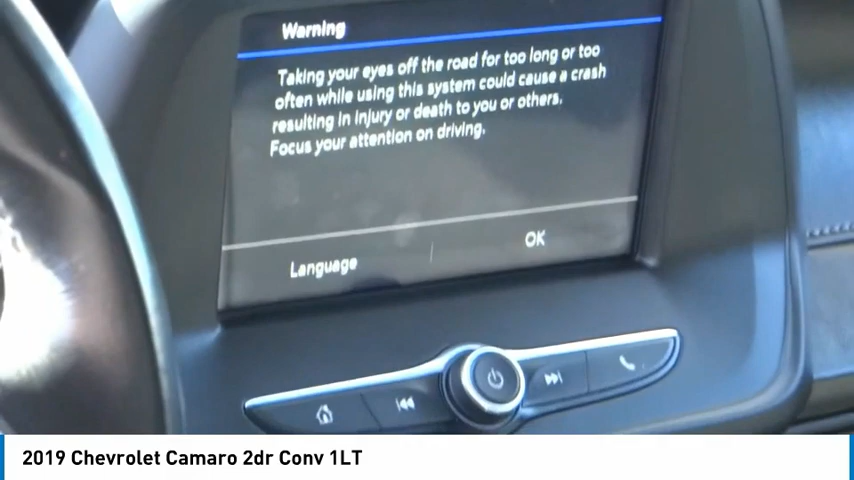 Warning
Taking your eyes off the road for too long or too
often while using this system could cause a crash
resulting in injury or death to you or others.
Focus your attention on driving.
Language
OK
2019 Chevrolet Camaro 2dr Conv 1LT